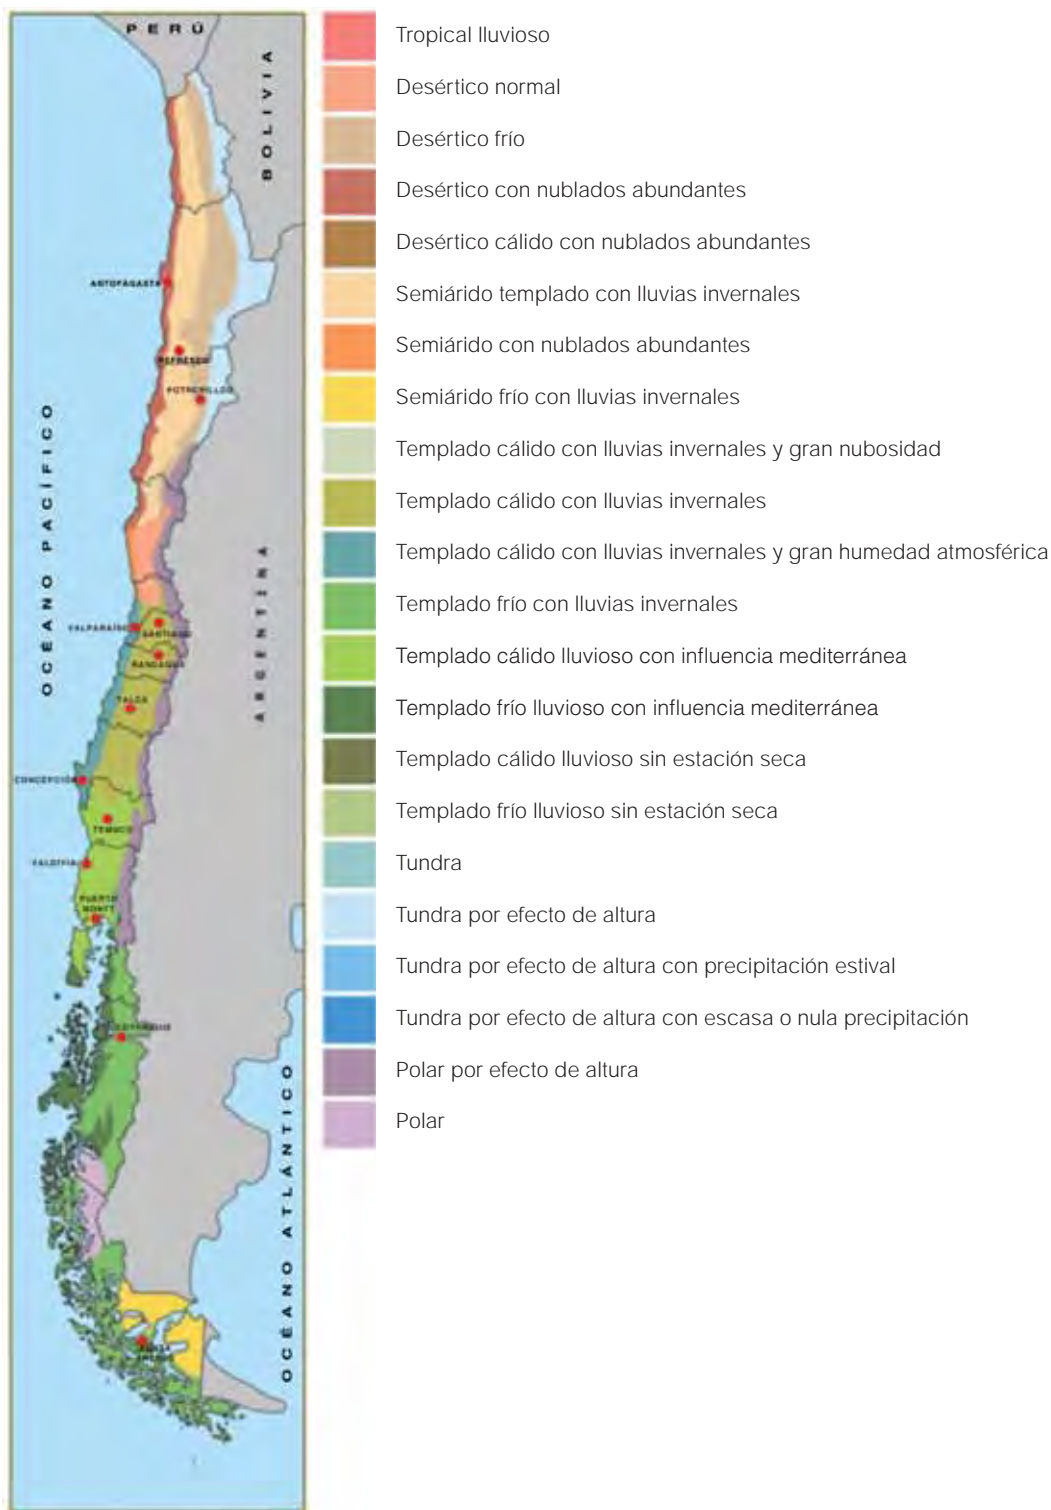 PERÚ
BOLIVIA
ANTOFAGASTA
REFRESCO
POTRERILLOS
OCÉANO PACÍFICO
ARGENTINA
VALPARAÍSO
SANTIAGO
RANCAGUA
TALCA
CONCEPCIÓN
TEMUCO
VALDIVIA
PUERTO
MONTT
OCÉANO ATLÁNTICO
PUNTA
ARENAS
Tropical lluvioso
Desértico normal
Desértico frío
Desértico con nublados abundantes
Desértico cálido con nublados abundantes
Semiárido templado con lluvias invernales
Semiárido con nublados abundantes
Semiárido frío con lluvias invernales
Templado cálido con lluvias invernales y gran nubosidad
Templado cálido con lluvias invernales
Templado cálido con lluvias invernales y gran humedad atmosférica
Templado frío con lluvias invernales
Templado cálido lluvioso con influencia mediterránea
Templado frío lluvioso con influencia mediterránea
Templado cálido lluvioso sin estación seca
Templado frío lluvioso sin estación seca
Tundra
Tundra por efecto de altura
Tundra por efecto de altura con precipitación estival
Tundra por efecto de altura con escasa o nula precipitación
Polar por efecto de altura
Polar